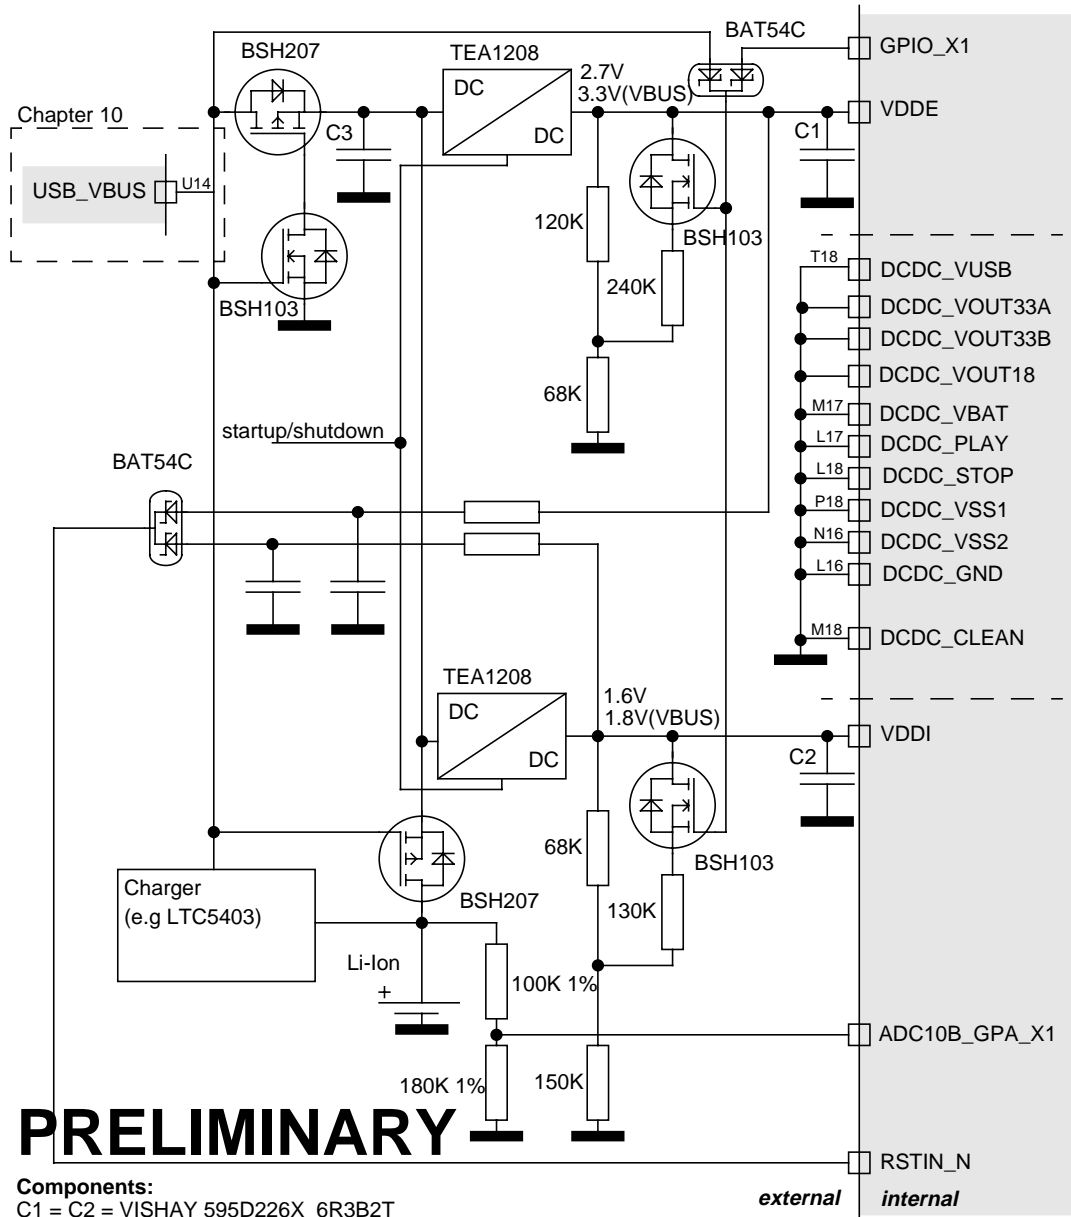 BAT54C
GPIO_X1
BSH207
TEA1208
DC
DC
2.7V
3.3V(VBUS)
VDDE
Chapter 10
C3
C1
USB_VBUS
U14
120K
BSH103
BSH103
240K
T18
DCDC_VUSB
DCDC_VOUT33A
DCDC_VOUT33B
DCDC_VOUT18
68K
M17
DCDC_VBAT
startup/shutdown
L17
DCDC_PLAY
BAT54C
L18
DCDC_STOP
P18
DCDC_VSS1
N16
DCDC_VSS2
L16
DCDC_GND
M18
DCDC_CLEAN
TEA1208
DC
DC
1.6V
1.8V(VBUS)
VDDI
C2
68K
BSH103
Charger
(e.g LTC5403)
BSH207
130K
Li-Ion
+
100K 1%
ADC10B_GPA_X1
180K 1%
150K
PRELIMINARY
RSTIN_N
Components:
external
internal
C1 = C2 = VISHAY 595D226X_6R3B2T